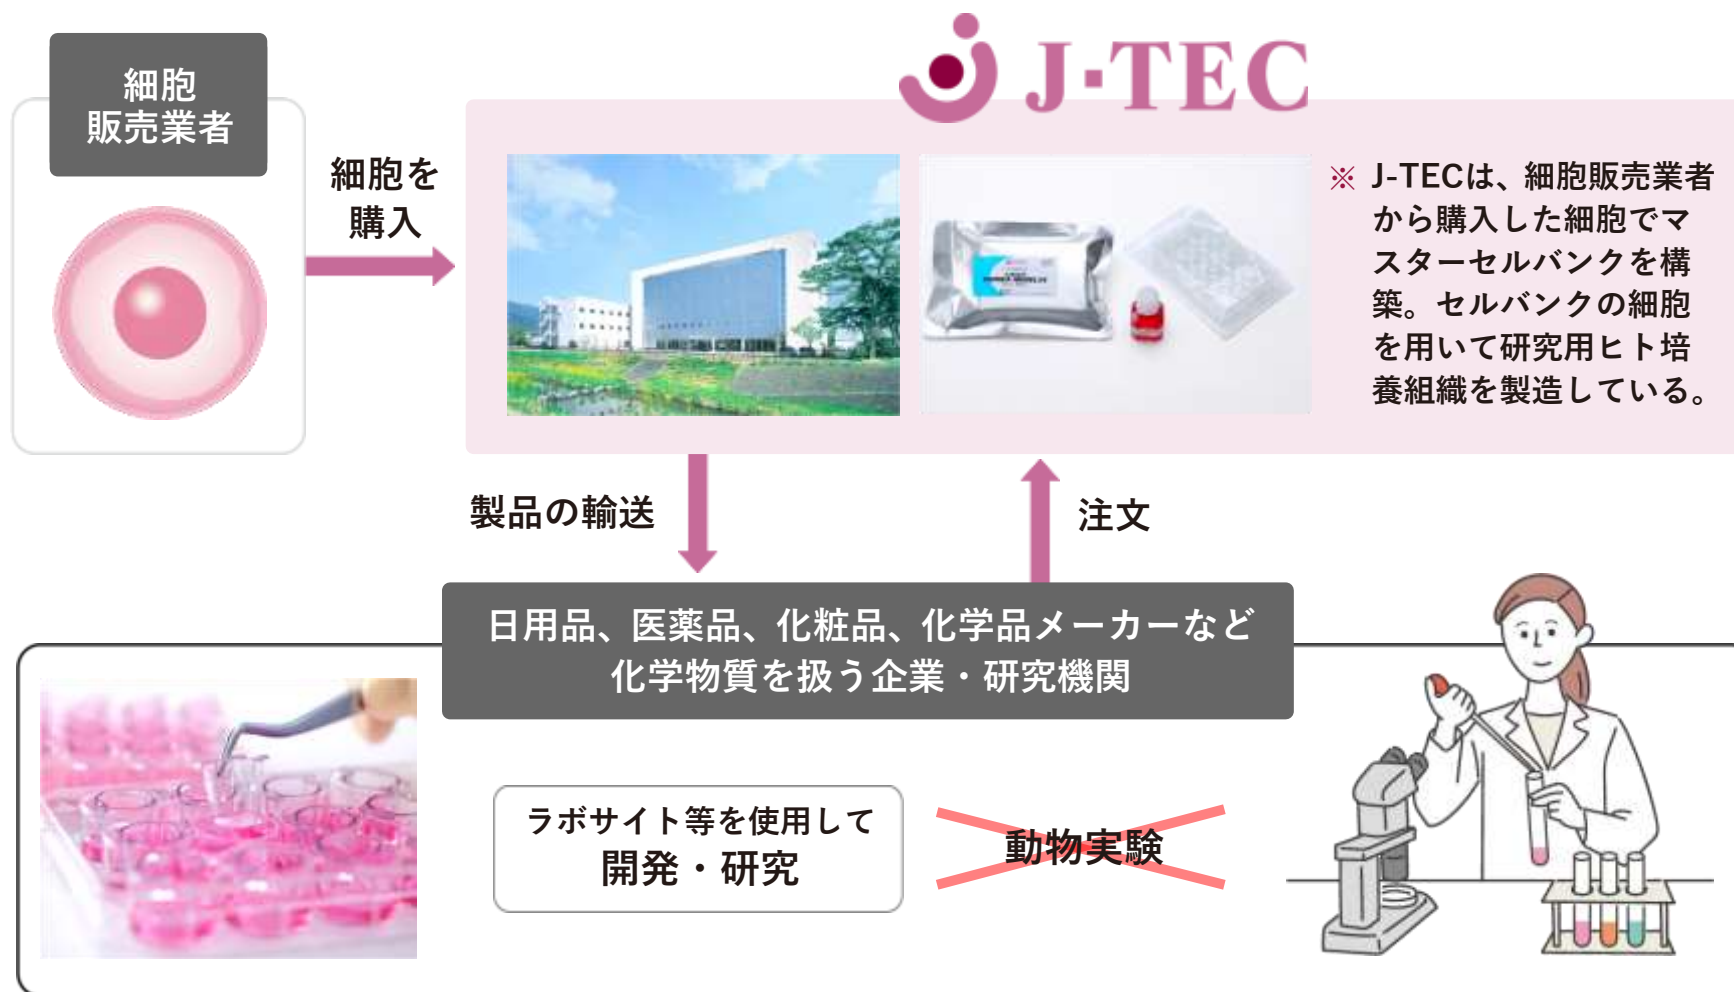 J-TEC
細胞
販売業者
細胞を
購入
※ J-TECは、細胞販売業者
から購入した細胞でマ
スターセルバンクを構
築。セルバンクの細胞
を用いて研究用ヒト培
養組織を製造している。
製品の輸送
注文
日用品、医薬品、化粧品、化学品メーカーなど
化学物質を扱う企業・研究機関
ラボサイト等を使用して
開発・研究
動物実験